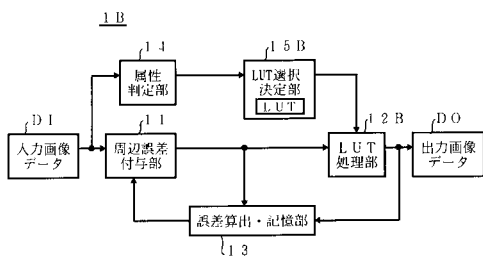 1B
14
15B
属性
判定部
LUT選択
決定部
LUT
DI
11
12B
DO
入力画像
データ
周辺誤差
付与部
LUT
処理部
出力画像
データ
誤差算出・記憶部
13